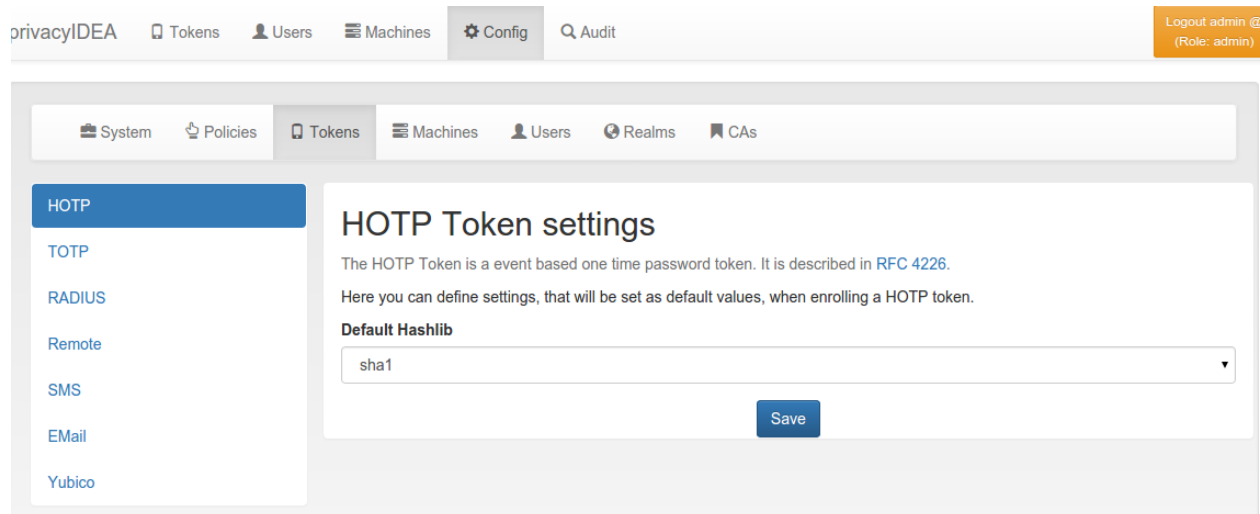 privacyIDEA Tokens Users Machines Config Audit Logout admin @
(Role: admin)
System Policies Tokens Machines Users Realms CAs
HOTP
TOTP
RADIUS
Remote
SMS
EMail
Yubico
HOTP Token settings
The HOTP Token is a event based one time password token. It is described in RFC 4226.
Here you can define settings, that will be set as default values, when enrolling a HOTP token.
Default Hashlib
sha1
Save